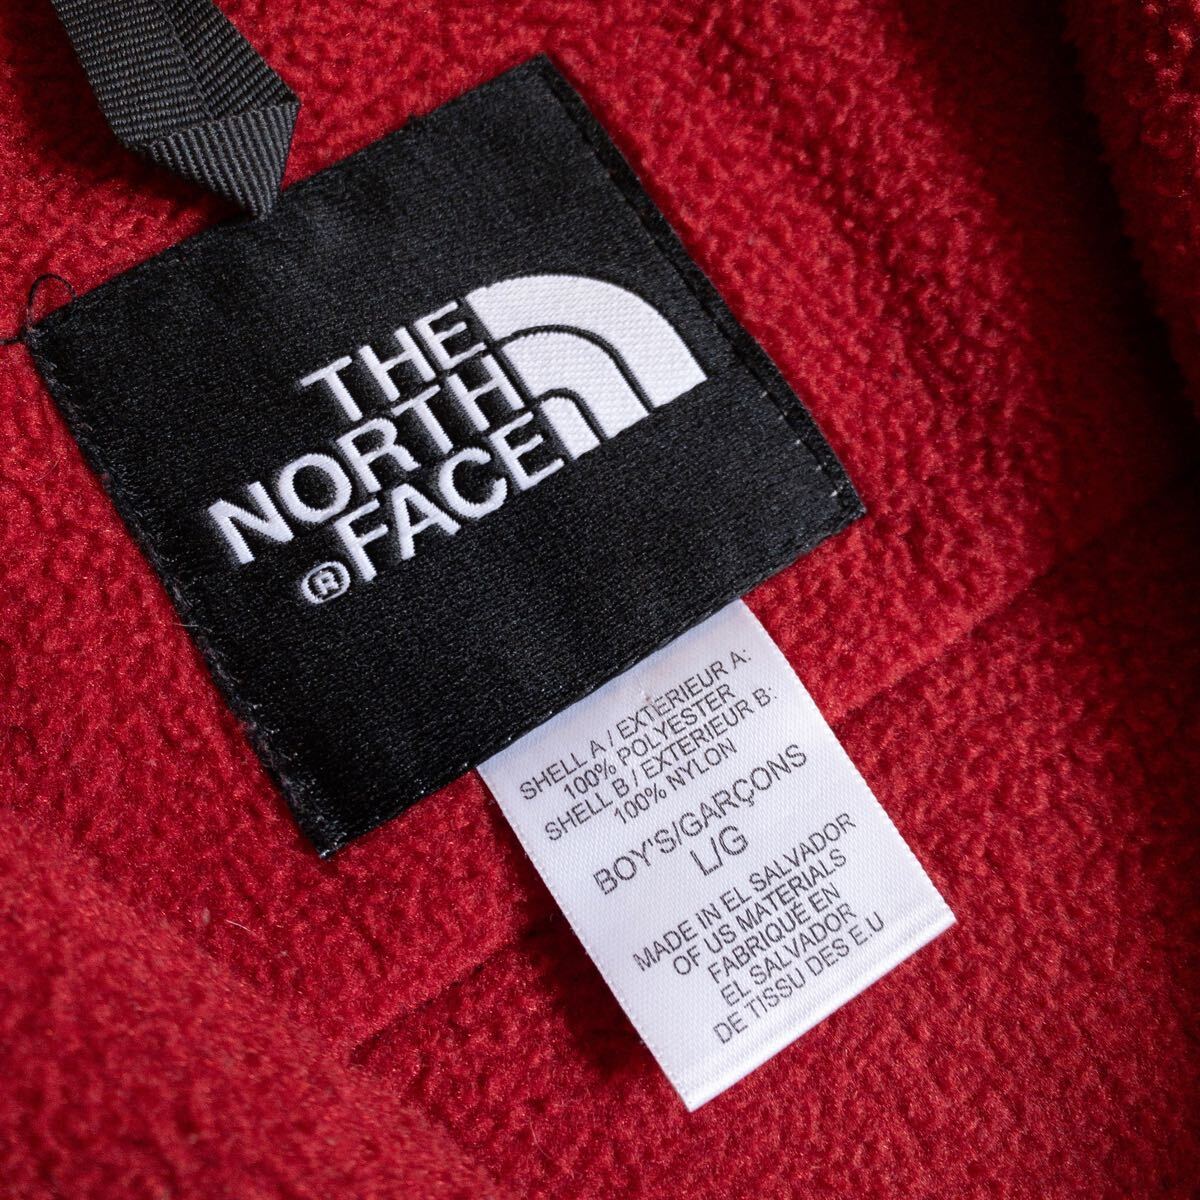 THE
NORTH
®FACE
SHELL A / EXTERIEUR A:
100% POLYESTER
SHELL B / EXTERIEUR B:
100% NYLON
BOY'S/GARÇONS
L/G
MADE IN EL SALVADOR
OF US MATERIALS
FABRIQUÉ EN
EL SALVADOR
DE TISSU DES E.U